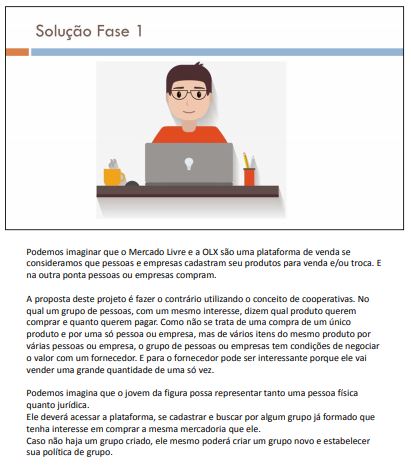 Solução Fase 1
Podemos imaginar que o Mercado Livre e a OLX são uma plataforma de venda se
consideramos que pessoas e empresas cadastram seu produtos para venda e/ou troca. E
na outra ponta pessoas ou empresas compram.
A proposta deste projeto é fazer o contrário utilizando o conceito de cooperativas. No
qual um grupo de pessoas, com um mesmo interesse, dizem qual produto querem
comprar e quanto querem pagar. Como não se trata de uma compra de um único
produto e por uma só pessoa ou empresa, mas de vários itens do mesmo produto por
várias pessoas ou empresa, o grupo de pessoas ou empresas tem condições de negociar
o valor com um fornecedor. E para o fornecedor pode ser interessante porque ele vai
vender uma grande quantidade de uma só vez.
Podemos imagina que o jovem da figura possa representar tanto uma pessoa física
quanto jurídica.
Ele deverá acessar a plataforma, se cadastrar e buscar por algum grupo já formado que
tenha interesse em comprar a mesma mercadoria que ele.
Caso não haja um grupo criado, ele mesmo poderá criar um grupo novo e estabelecer
sua política de grupo.